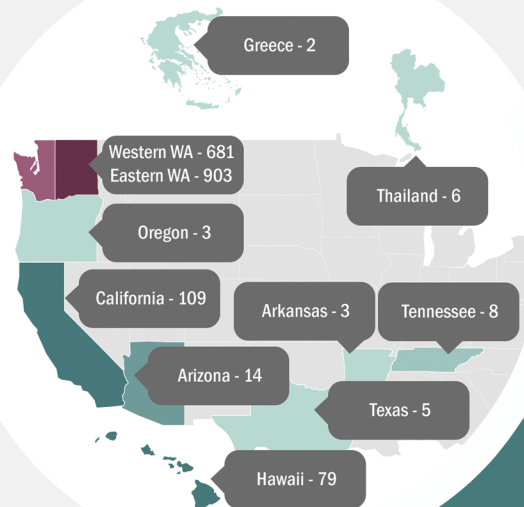 Greece - 2
Western WA - 681
Eastern WA - 903
Thailand - 6
Oregon - 3
California - 109
Arkansas - 3
Tennessee - 8
Arizona - 14
Texas - 5
Hawaii - 79